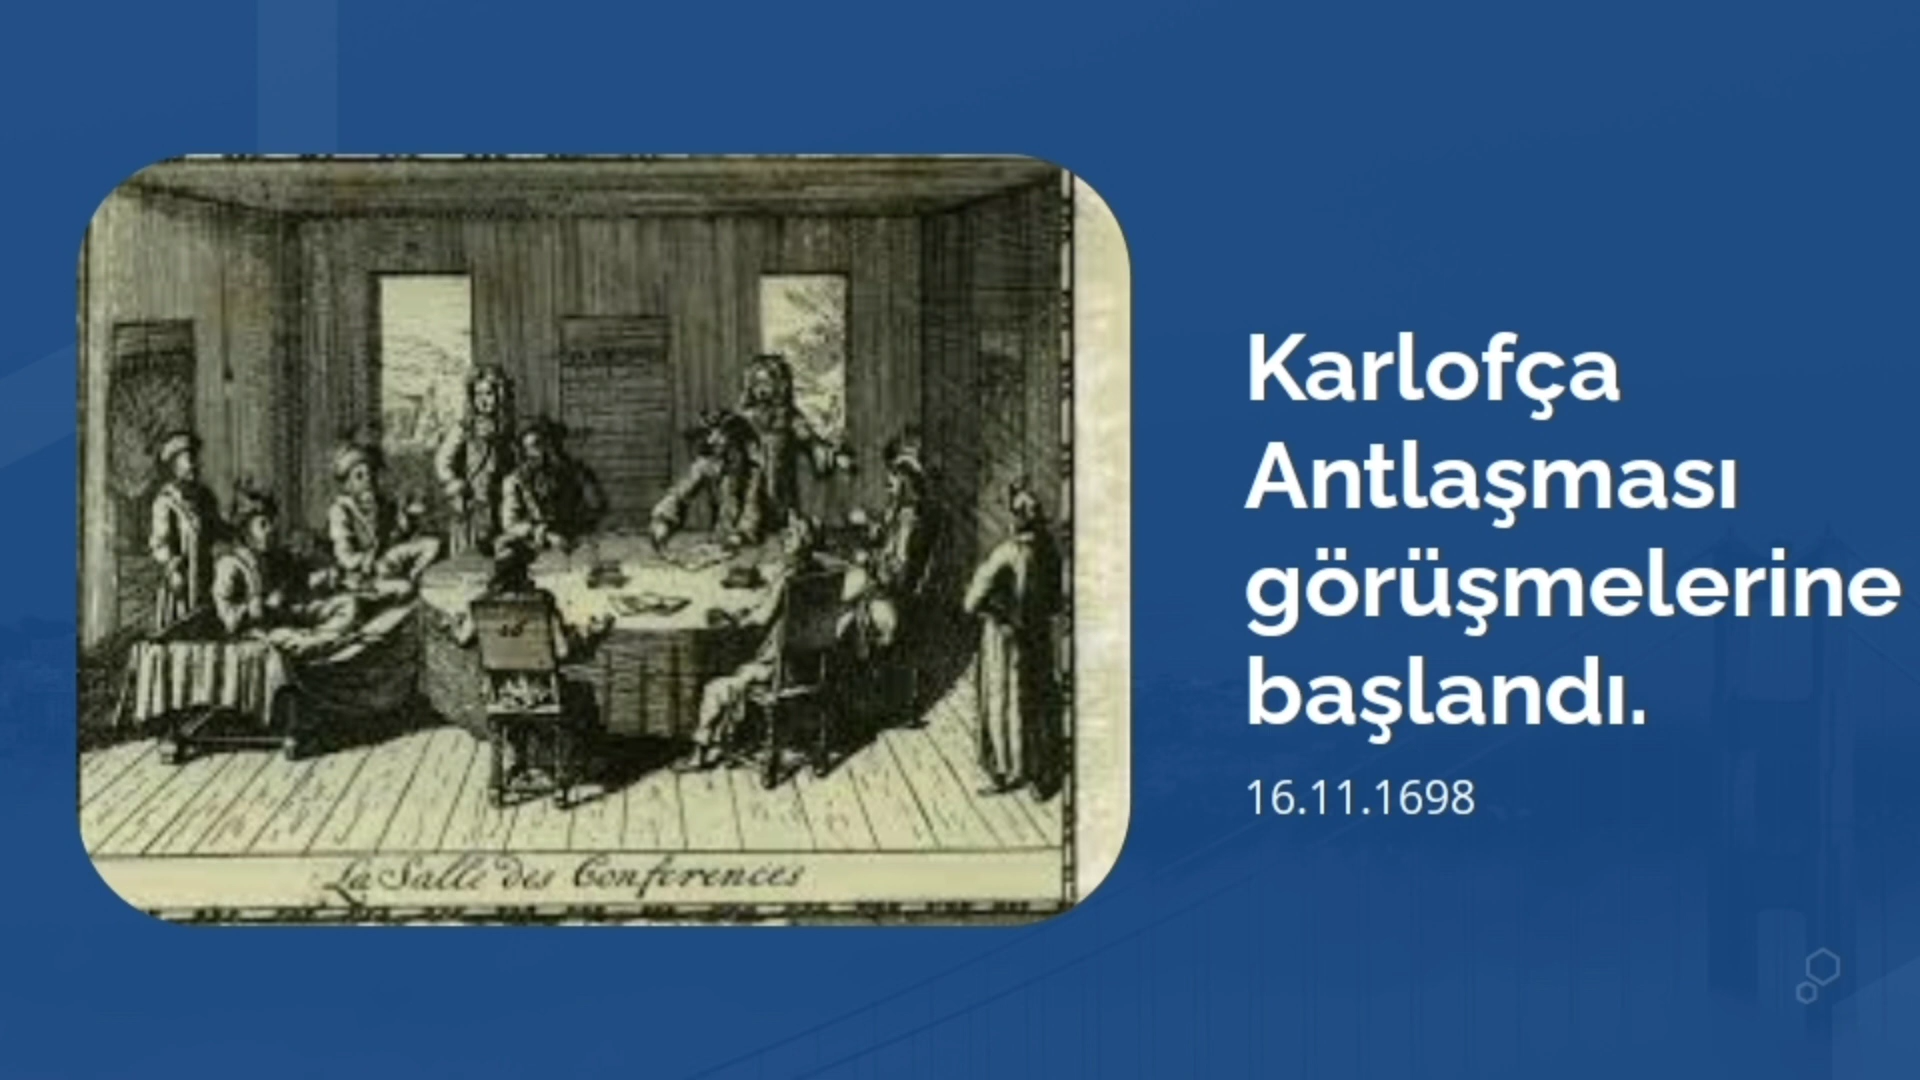 Karlofça
Antlaşması
görüşmelerine
başlandı.
16.11.1698
La Salle des Conferences